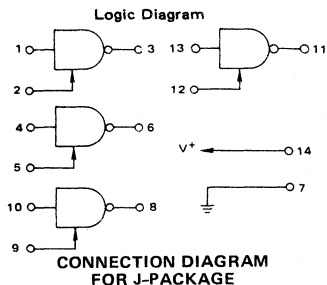 Logic Diagram
1 3 13 11
2 12
4 6
V+ 14
5
7
10 8
9
CONNECTION DIAGRAM
FOR J-PACKAGE